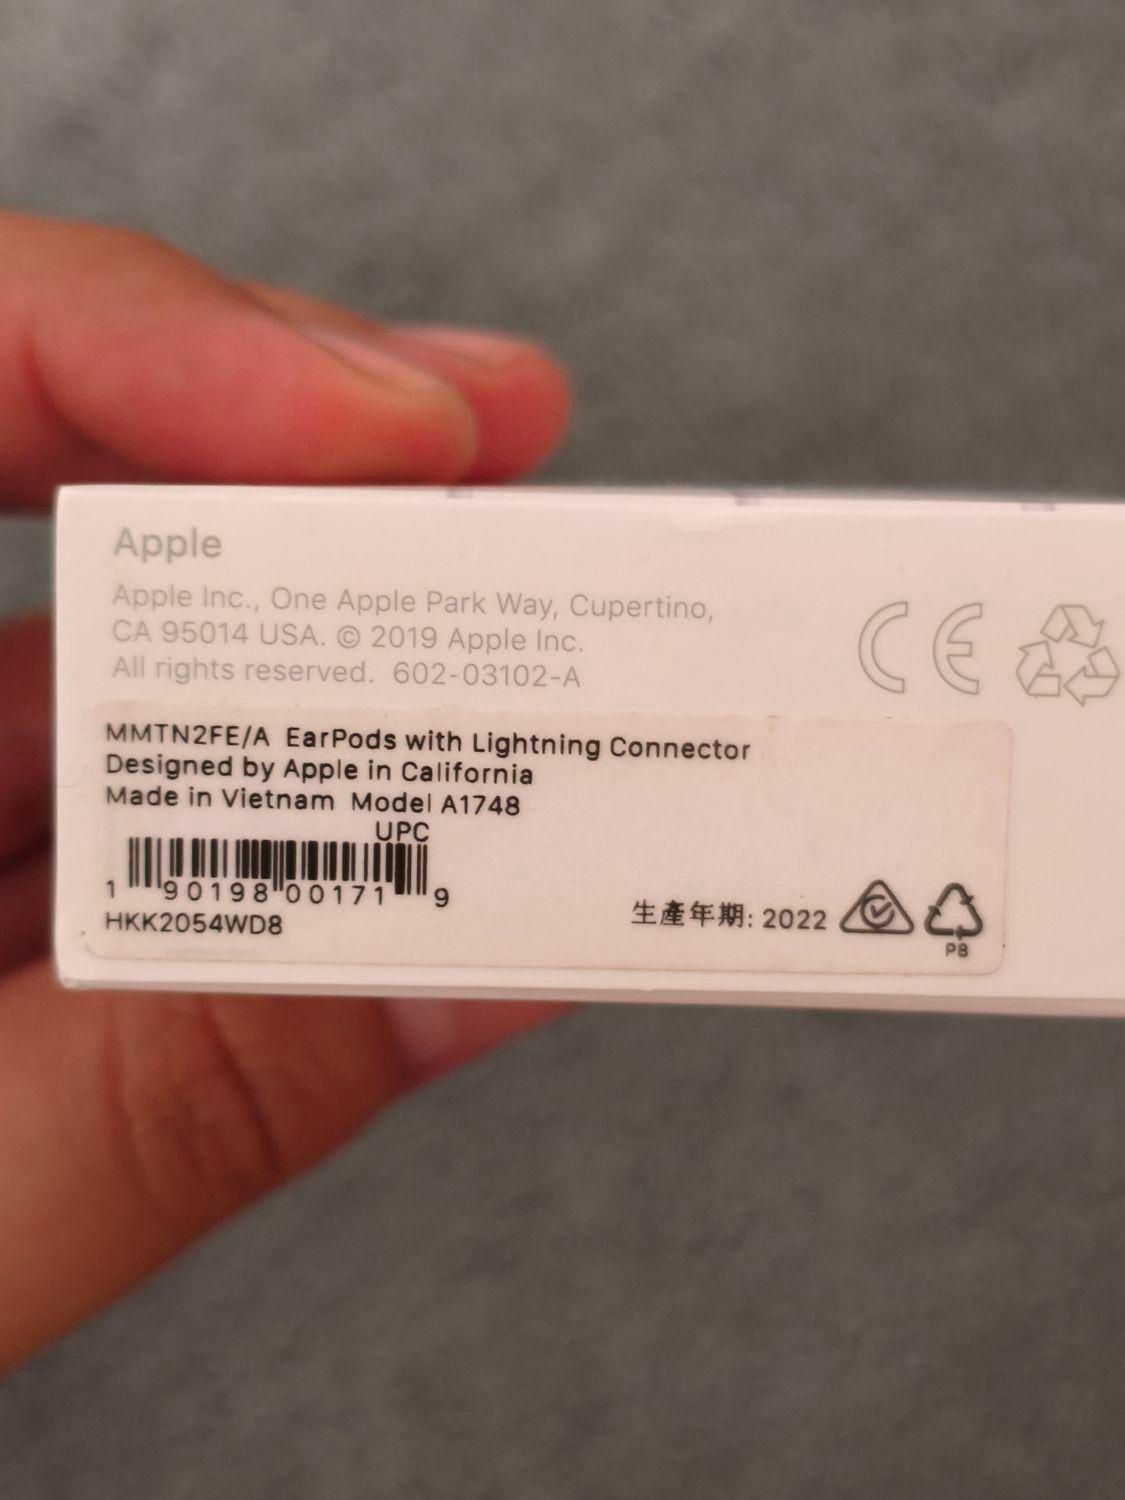 Apple
Apple Inc., One Apple Park Way, Cupertino,
CA 95014 USA. © 2019 Apple Inc.
All rights reserved. 602-03102-A
CE
MMTN2FE/A EarPods with Lightning Connector
Designed by Apple in California
Made in Vietnam Model A1748
UPC
1 90198 00171 9
HKK2054WD8
生產年期: 2022
P8